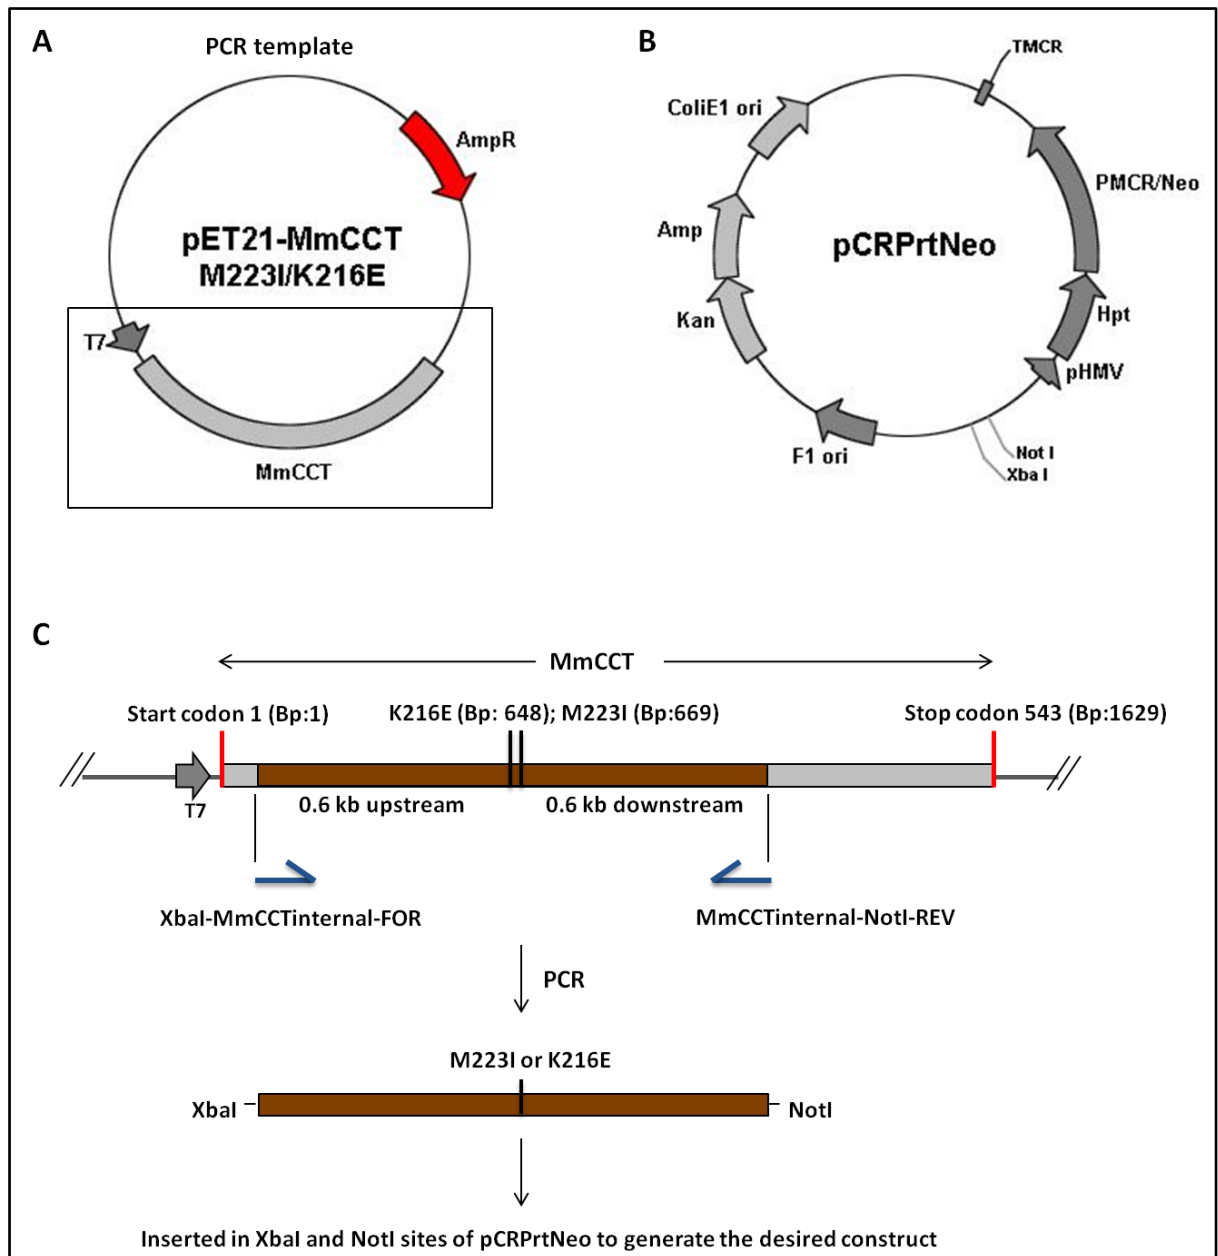 A
PCR template
AmpR
pET21-MmCCT
M223I/K216E
T7
MmCCT
B
TMCR
ColiE1 ori
PMCR/Neo
Amp
pCRPrtNeo
Kan
Hpt
pHMV
F1 ori
Not I
Xba I
C
MmCCT
Start codon 1 (Bp:1)
K216E (Bp: 648); M223I (Bp:669)
Stop codon 543 (Bp:1629)
T7
0.6 kb upstream
0.6 kb downstream
XbaI-MmCCTinternal-FOR
MmCCTinternal-NotI-REV
PCR
M223I or K216E
XbaI
NotI
Inserted in XbaI and NotI sites of pCRPrtNeo to generate the desired construct